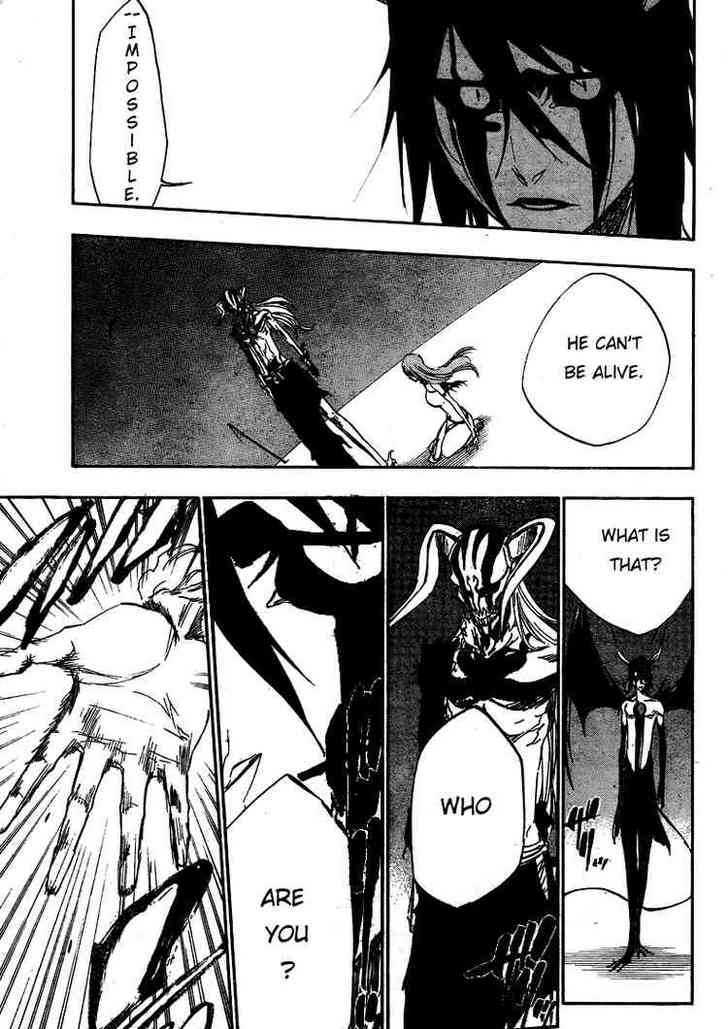 --IMPOSSIBLE.
HE CAN'T
BE ALIVE.
WHAT IS
THAT?
WHO
ARE
YOU
?